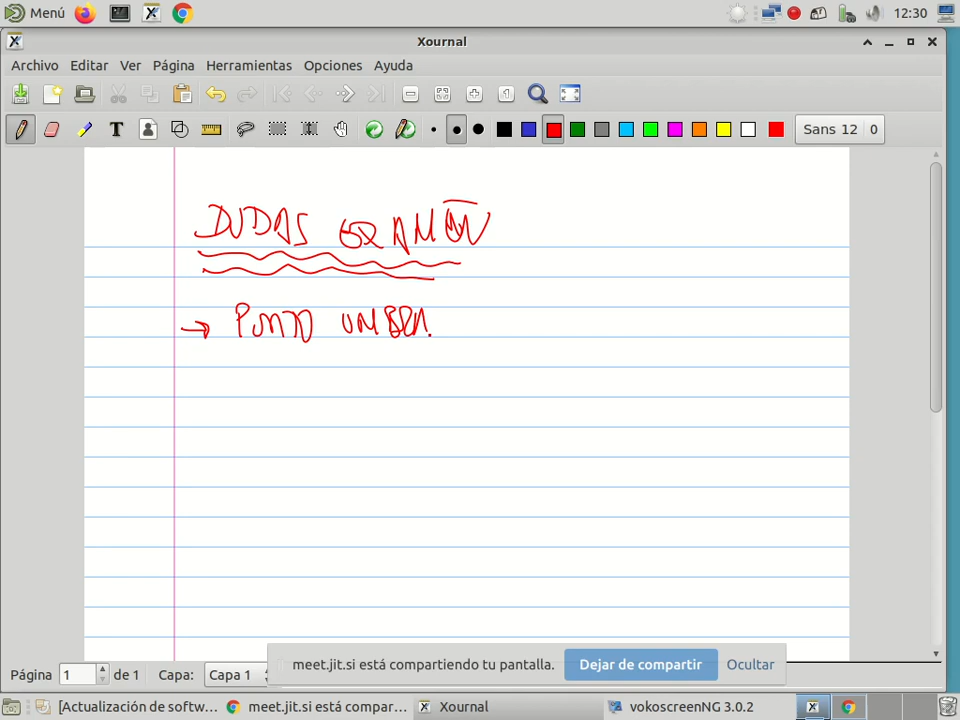 Menú
12:30
Xournal
Archivo Editar Ver Página Herramientas Opciones Ayuda
Sans 12 0
DUDAS EXAMEN
→ PUNTO UMBRA
Página 1 de 1 Capa: Capa 1
meet.jit.si está compartiendo tu pantalla. Dejar de compartir Ocultar
[Actualización de softw... meet.jit.si está compar... Xournal vokoscreenNG 3.0.2